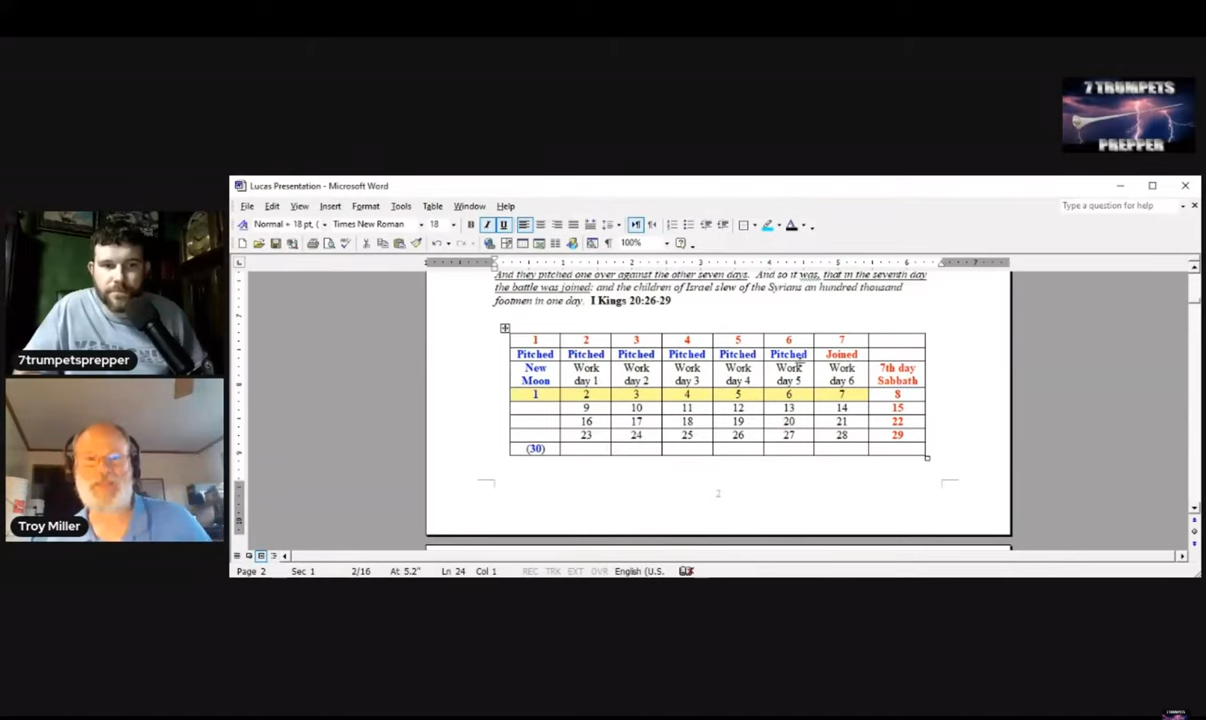 7 TRUMPETS
PREPPER
Lucas Presentation - Microsoft Word
File Edit View Insert Format Tools Table Window Help
Type a question for help
Normal + 18 pt, ( Times New Roman 18 B I U
100%
And they pitched one over against the other seven days. And so it was, that in the seventh day
the battle was joined: and the children of Israel slew of the Syrians an hundred thousand
footmen in one day. I Kings 20:26-29
1 2 3 4 5 6 7
Pitched Pitched Pitched Pitched Pitched Pitched Joined
New Work Work Work Work Work Work 7th day
Moon day 1 day 2 day 3 day 4 day 5 day 6 Sabbath
1 2 3 4 5 6 7 8
9 10 11 12 13 14 15
16 17 18 19 20 21 22
23 24 25 26 27 28 29
(30)
2
7trumpetsprepper
Troy Miller
Page 2 Sec 1 2/16 At 5.2" Ln 24 Col 1 REC TRK EXT OVR English (U.S.